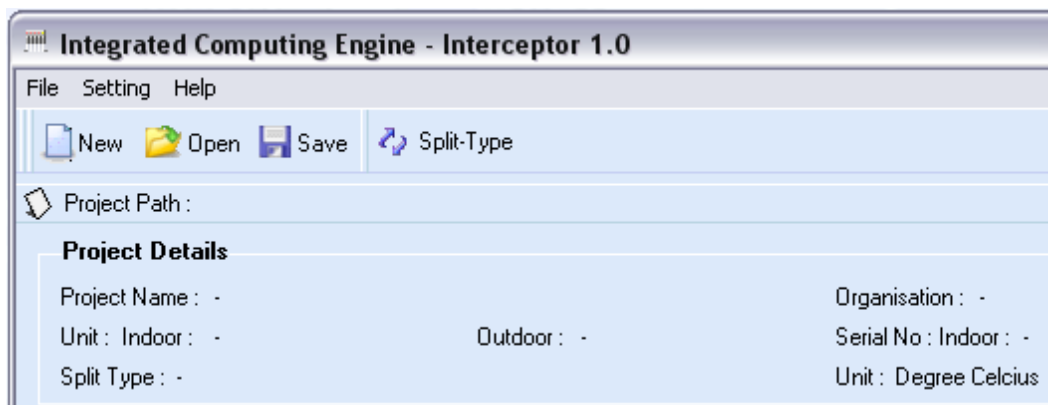 Integrated Computing Engine - Interceptor 1.0
File Setting Help
New Open Save Split-Type
Project Path :
Project Details
Project Name : - Organisation : -
Unit : Indoor : - Outdoor : - Serial No : Indoor : -
Split Type : - Unit : Degree Celcius